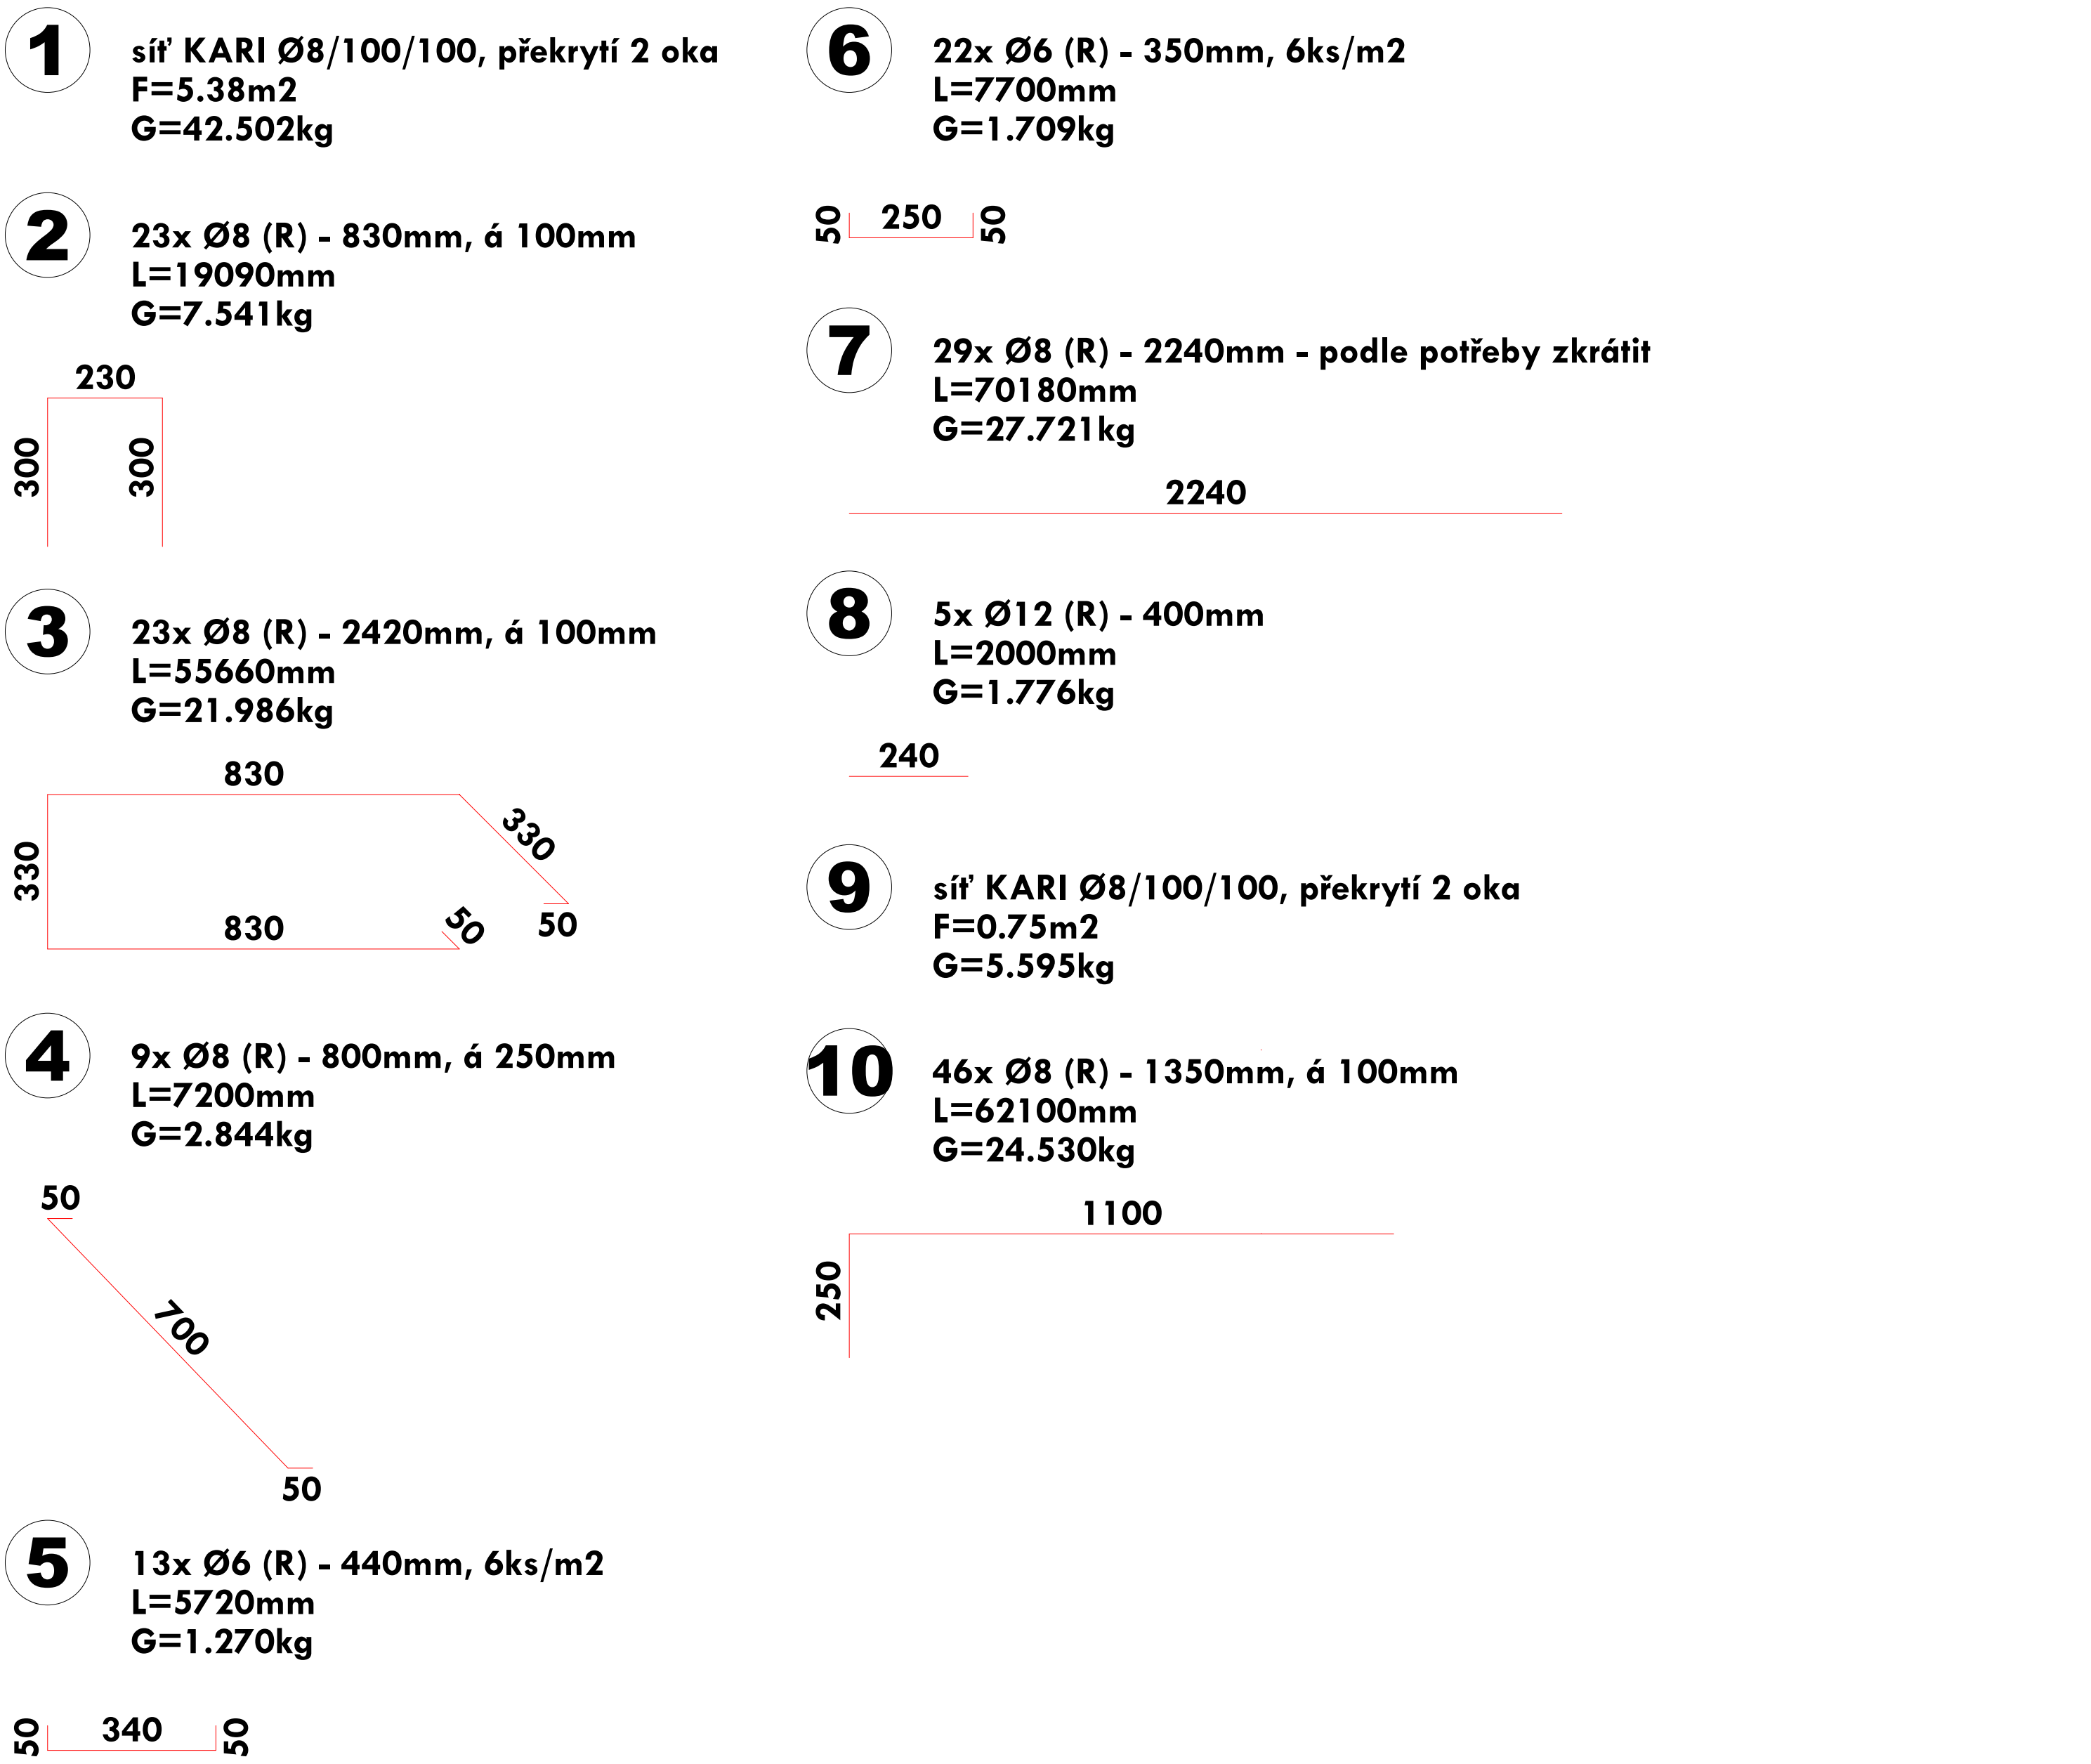 1
síť KARI Ø8/100/100, překrytí 2 oka
F=5.38m2
G=42.502kg
2
23x Ø8 (R) - 830mm, á 100mm
L=19090mm
G=7.541kg
230
300
300
3
23x Ø8 (R) - 2420mm, á 100mm
L=55660mm
G=21.986kg
830
330
330
830
50
50
4
9x Ø8 (R) - 800mm, á 250mm
L=7200mm
G=2.844kg
50
700
50
5
13x Ø6 (R) - 440mm, 6ks/m2
L=5720mm
G=1.270kg
50
340
50
6
22x Ø6 (R) - 350mm, 6ks/m2
L=7700mm
G=1.709kg
50
250
50
7
29x Ø8 (R) - 2240mm - podle potřeby zkrátit
L=70180mm
G=27.721kg
2240
8
5x Ø12 (R) - 400mm
L=2000mm
G=1.776kg
240
9
síť KARI Ø8/100/100, překrytí 2 oka
F=0.75m2
G=5.595kg
10
46x Ø8 (R) - 1350mm, á 100mm
L=62100mm
G=24.530kg
1100
250